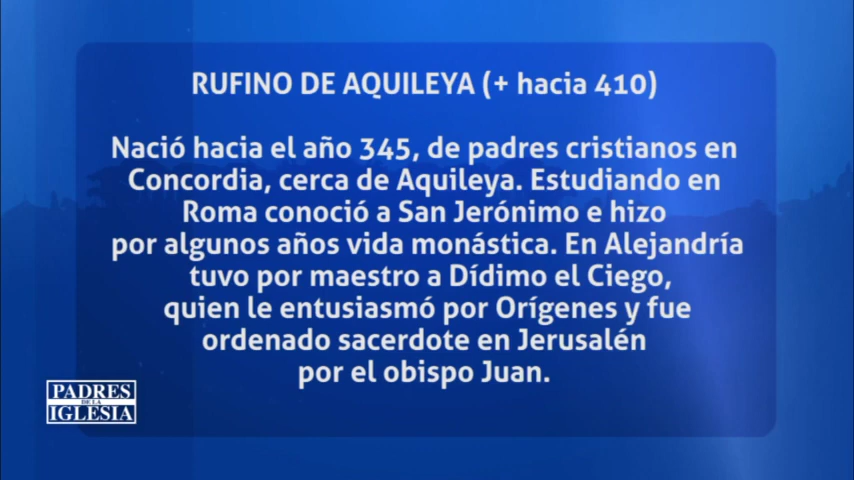 RUFINO DE AQUILEYA (+ hacia 410)
Nació hacia el año 345, de padres cristianos en
Concordia, cerca de Aquileya. Estudiando en
Roma conoció a San Jerónimo e hizo
por algunos años vida monástica. En Alejandría
tuvo por maestro a Dídimo el Ciego,
quien le entusiasmó por Orígenes y fue
ordenado sacerdote en Jerusalén
por el obispo Juan.
PADRES
DE LA
IGLESIA